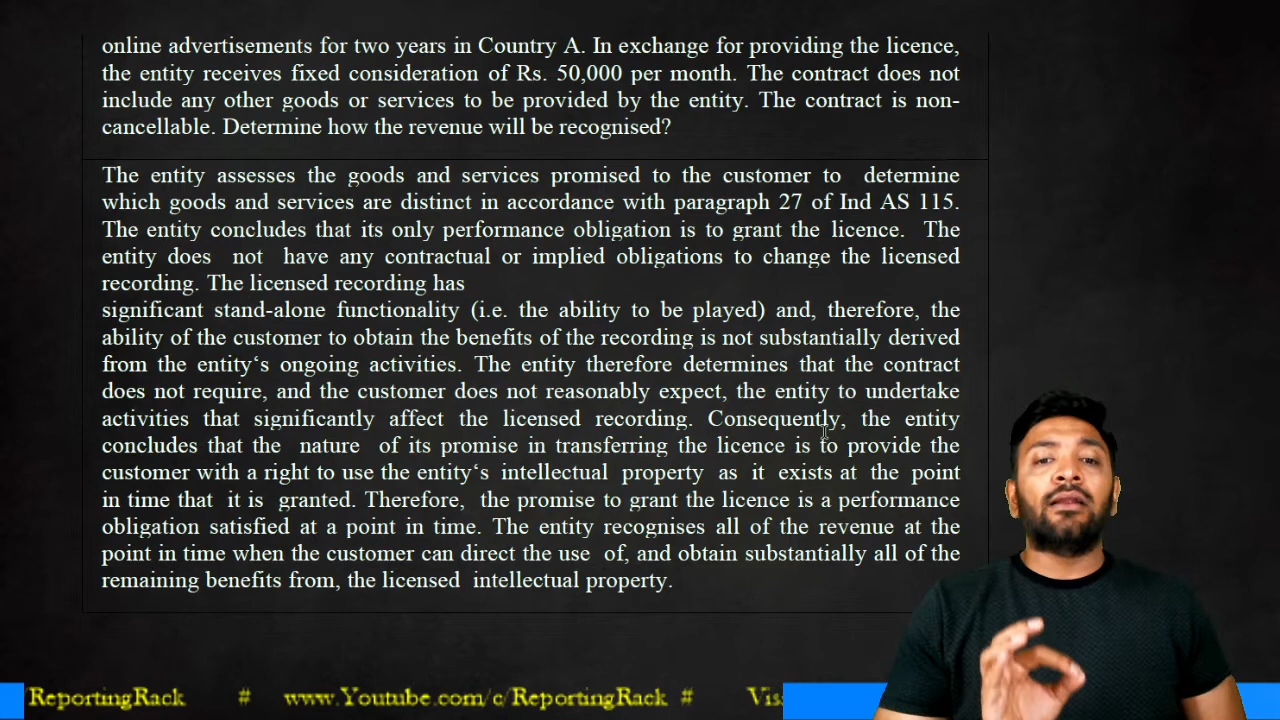 online advertisements for two years in Country A. In exchange for providing the licence,
the entity receives fixed consideration of Rs. 50,000 per month. The contract does not
include any other goods or services to be provided by the entity. The contract is non-
cancellable. Determine how the revenue will be recognised?
The entity assesses the goods and services promised to the customer to determine
which goods and services are distinct in accordance with paragraph 27 of Ind AS 115.
The entity concludes that its only performance obligation is to grant the licence. The
entity does not have any contractual or implied obligations to change the licensed
recording. The licensed recording has
significant stand-alone functionality (i.e. the ability to be played) and, therefore, the
ability of the customer to obtain the benefits of the recording is not substantially derived
from the entity‘s ongoing activities. The entity therefore determines that the contract
does not require, and the customer does not reasonably expect, the entity to undertake
activities that significantly affect the licensed recording. Consequently, the entity
concludes that the nature of its promise in transferring the licence is to provide the
customer with a right to use the entity‘s intellectual property as it exists at the point
in time that it is granted. Therefore, the promise to grant the licence is a performance
obligation satisfied at a point in time. The entity recognises all of the revenue at the
point in time when the customer can direct the use of, and obtain substantially all of the
remaining benefits from, the licensed intellectual property.
ReportingRack # www.Youtube.com/c/ReportingRack #